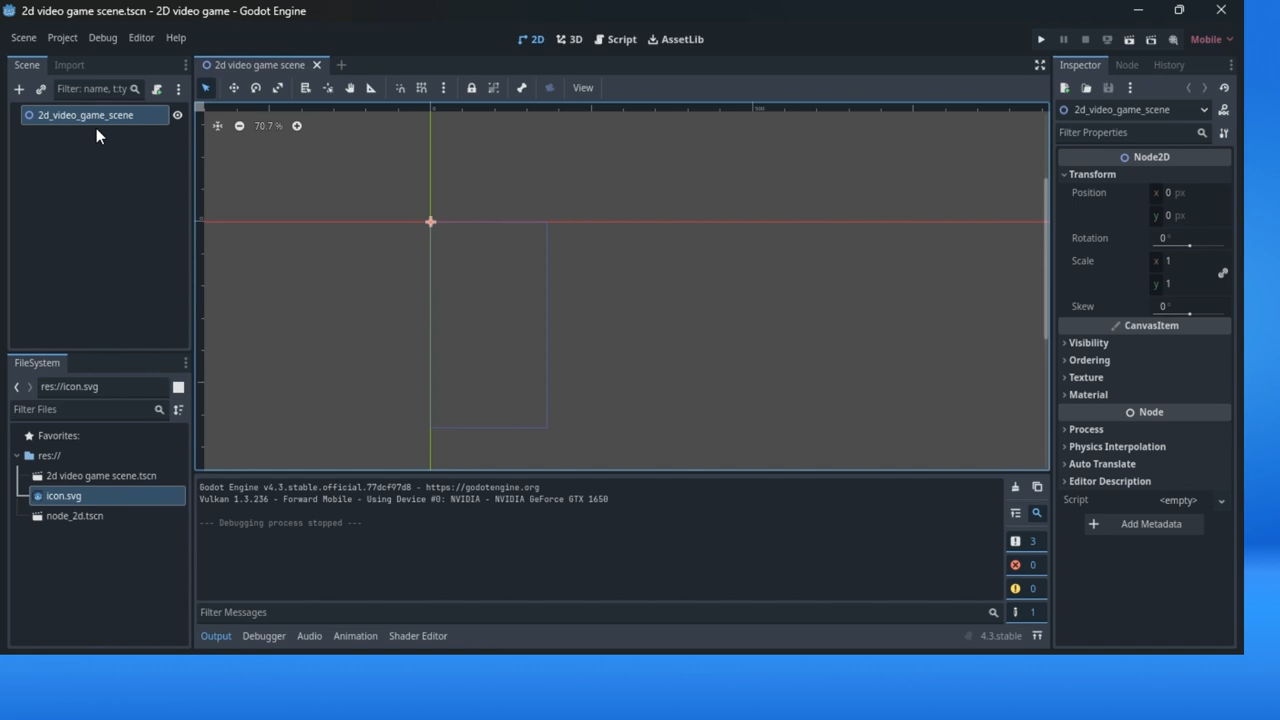 2d video game scene.tscn - 2D video game - Godot Engine
Scene Project Debug Editor Help
2D 3D Script AssetLib
Mobile
Scene Import
2d video game scene
Inspector Node History
Filter: name, t:ty
View
2d_video_game_scene
70.7 %
0
500
0
2d_video_game_scene
Filter Properties
Node2D
Transform
Position x 0 px
y 0 px
Rotation 0 °
Scale x 1
y 1
Skew 0 °
CanvasItem
Visibility
Ordering
Texture
Material
Node
Process
Physics Interpolation
Auto Translate
Editor Description
Script <empty>
Add Metadata
FileSystem
res://icon.svg
Filter Files
Favorites:
res://
2d video game scene.tscn
icon.svg
node_2d.tscn
Godot Engine v4.3.stable.official.77dcf97d8 - https://godotengine.org
Vulkan 1.3.236 - Forward Mobile - Using Device #0: NVIDIA - NVIDIA GeForce GTX 1650
--- Debugging process stopped ---
3
0
0
1
Filter Messages
Output Debugger Audio Animation Shader Editor
4.3.stable